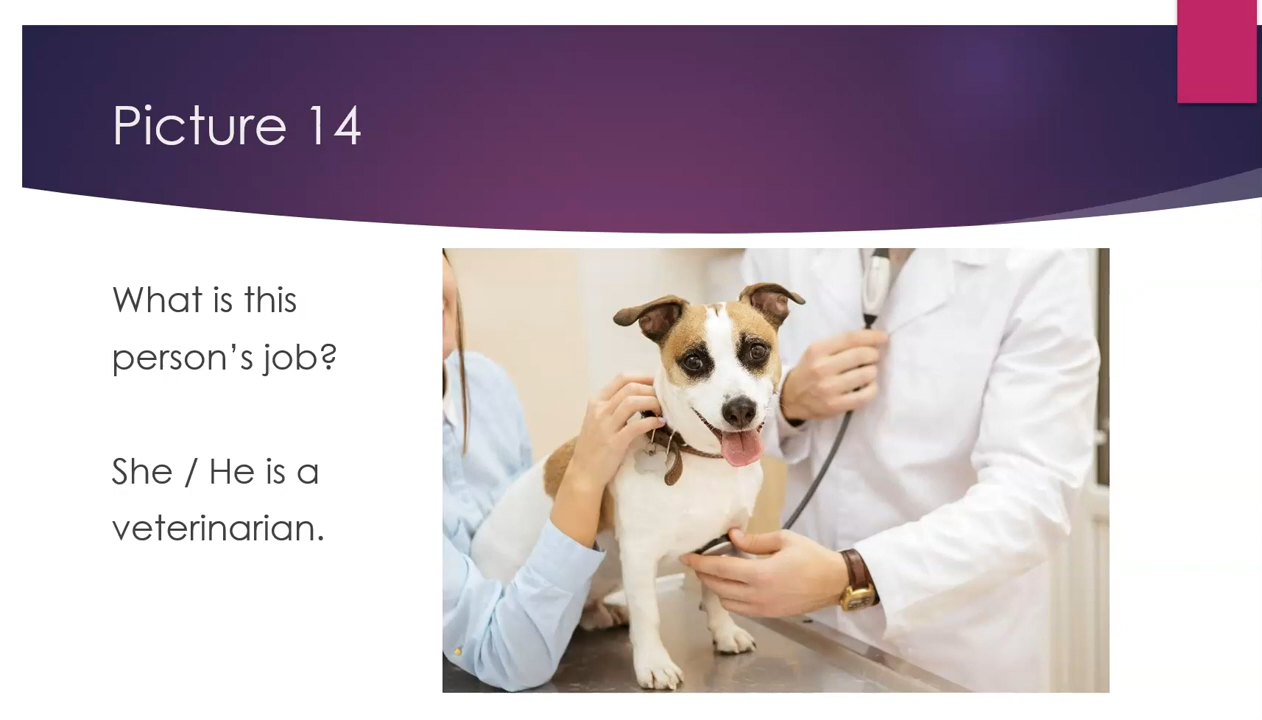 Picture 14
What is this
person’s job?
She / He is a
veterinarian.